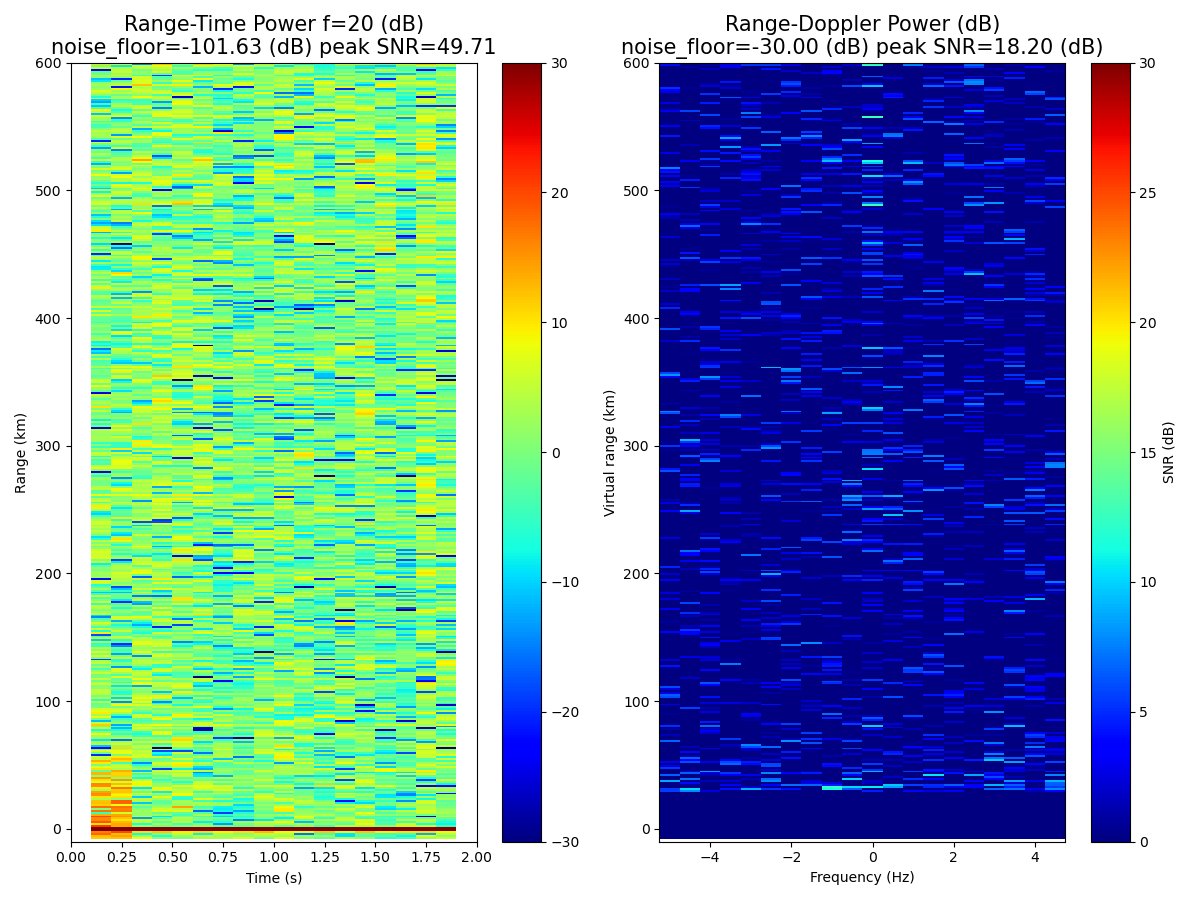 Range-Time Power f=20 (dB)
noise_floor=-101.63 (dB) peak SNR=49.71
600
500
400
300
200
100
0
Range (km)
0.00 0.25 0.50 0.75 1.00 1.25 1.50 1.75 2.00
Time (s)
30
20
10
0
−10
−20
−30
Range-Doppler Power (dB)
noise_floor=-30.00 (dB) peak SNR=18.20 (dB)
600
500
400
300
200
100
0
Virtual range (km)
−4 −2 0 2 4
Frequency (Hz)
30
25
20
15
10
5
0
SNR (dB)